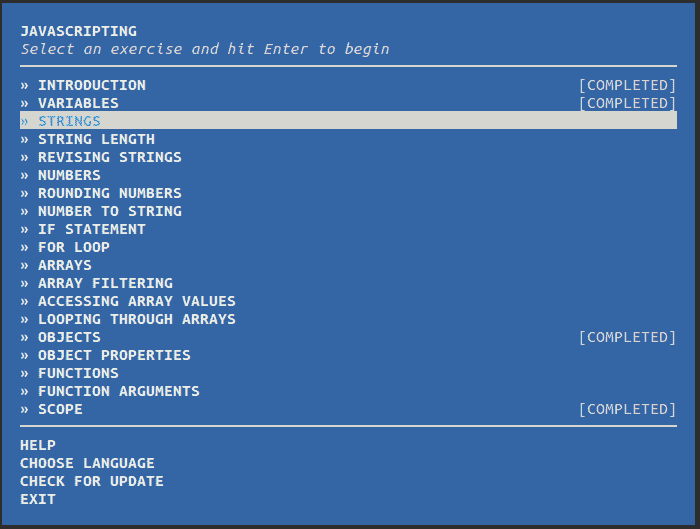 JAVASCRIPTING
Select an exercise and hit Enter to begin
» INTRODUCTION [COMPLETED]
» VARIABLES [COMPLETED]
» STRINGS
» STRING LENGTH
» REVISING STRINGS
» NUMBERS
» ROUNDING NUMBERS
» NUMBER TO STRING
» IF STATEMENT
» FOR LOOP
» ARRAYS
» ARRAY FILTERING
» ACCESSING ARRAY VALUES
» LOOPING THROUGH ARRAYS
» OBJECTS [COMPLETED]
» OBJECT PROPERTIES
» FUNCTIONS
» FUNCTION ARGUMENTS
» SCOPE [COMPLETED]
HELP
CHOOSE LANGUAGE
CHECK FOR UPDATE
EXIT